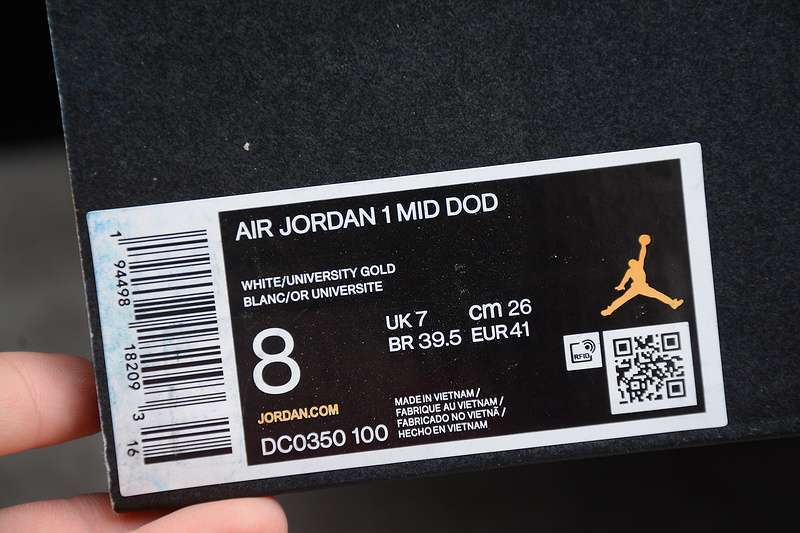 AIR JORDAN 1 MID DOD
WHITE/UNIVERSITY GOLD
BLANC/OR UNIVERSITE
8
UK 7 cm 26
BR 39.5 EUR 41
RFID
JORDAN.COM
DC0350 100
MADE IN VIETNAM /
FABRIQUE AU VIETNAM /
FABRICADO NO VIETNÃ /
HECHO EN VIETNAM
1 94498 18209 3 16